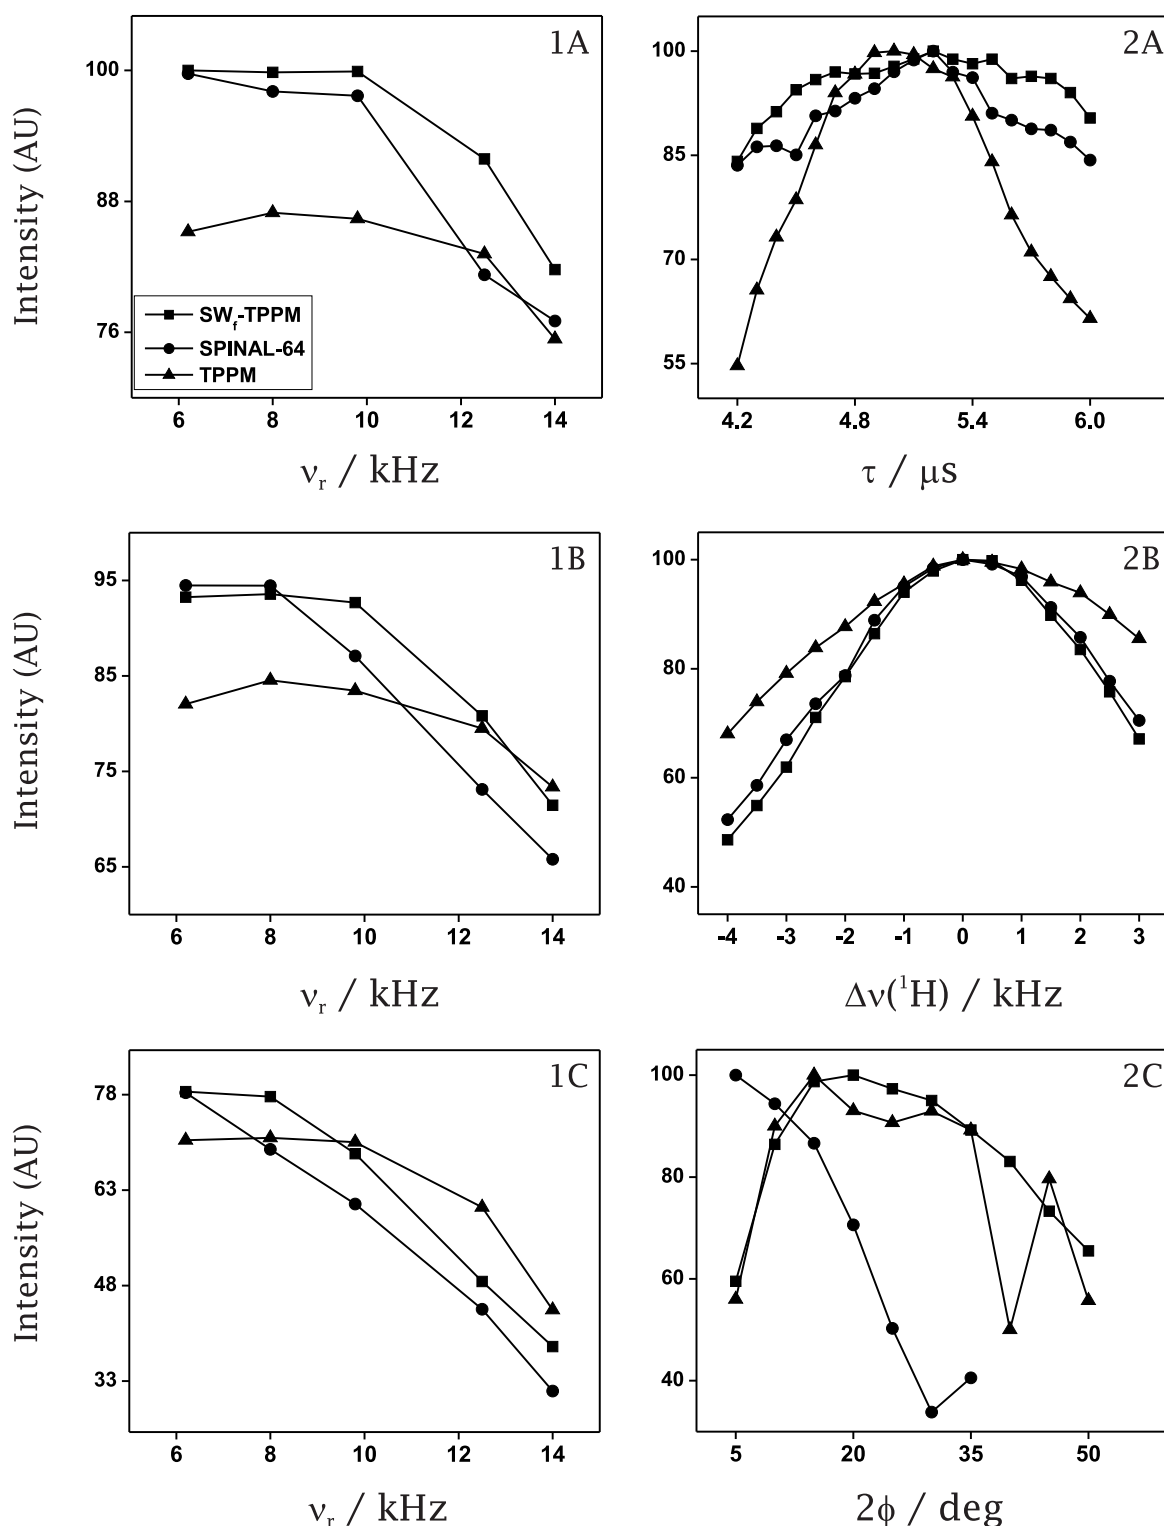 1A
Intensity (AU)
100
88
76
SWf-TPPM
SPINAL-64
TPPM
6 8 10 12 14
νr / kHz
2A
100
85
70
55
4.2 4.8 5.4 6.0
τ / μs
1B
Intensity (AU)
95
85
75
65
6 8 10 12 14
νr / kHz
2B
100
80
60
40
-4 -3 -2 -1 0 1 2 3
Δν(¹H) / kHz
1C
Intensity (AU)
78
63
48
33
6 8 10 12 14
νr / kHz
2C
100
80
60
40
5 20 35 50
2ϕ / deg